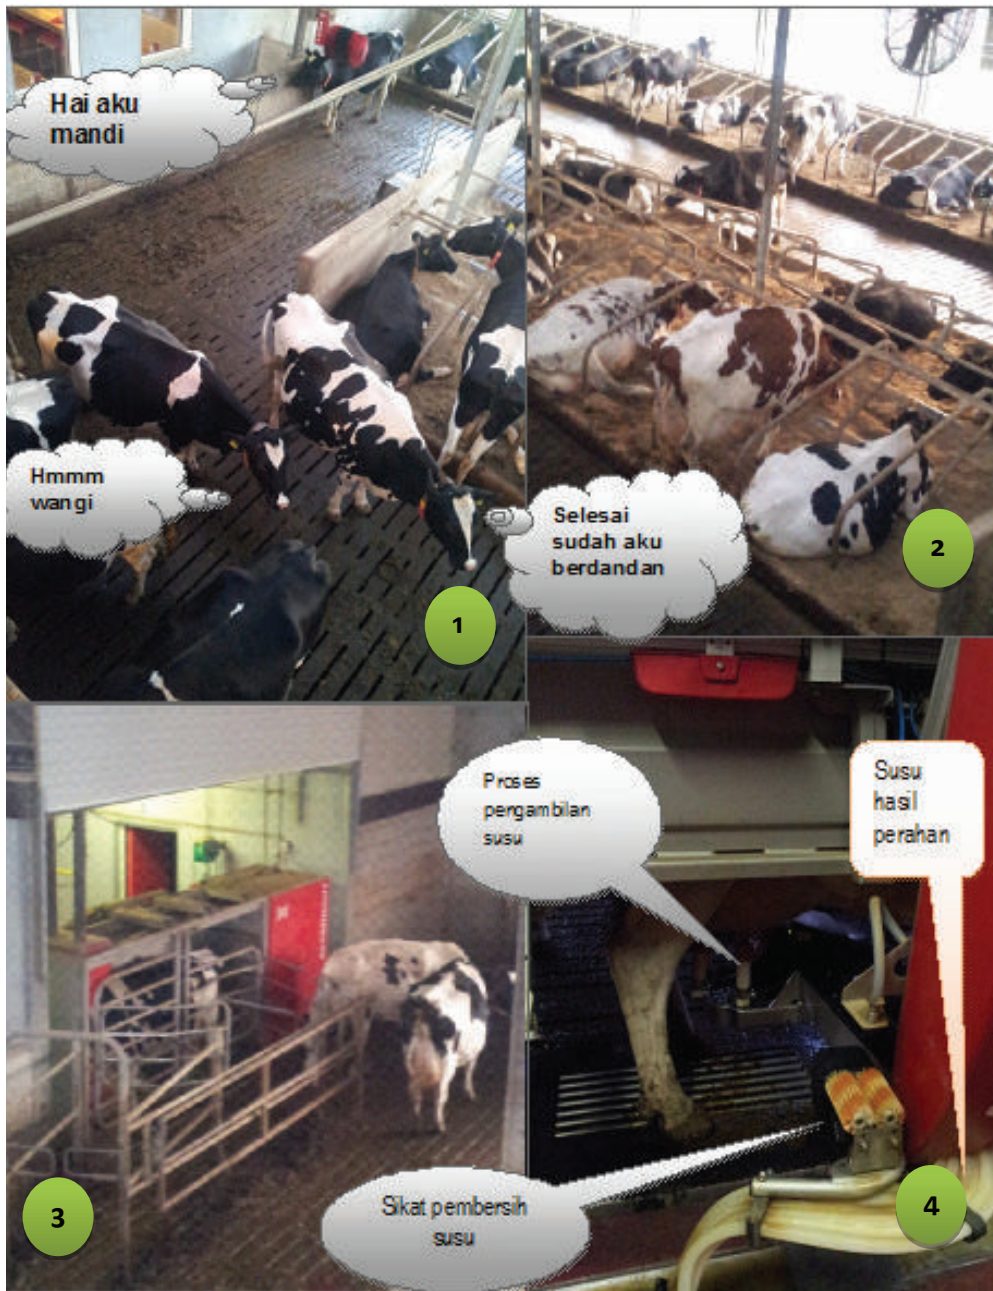 Hai aku
mandi
Hmmm
wangi
Selesai
sudah aku
berdandan
1
2
Proses
pengambilan
susu
Susu
hasil
perahan
Sikat pembersih
susu
3
4